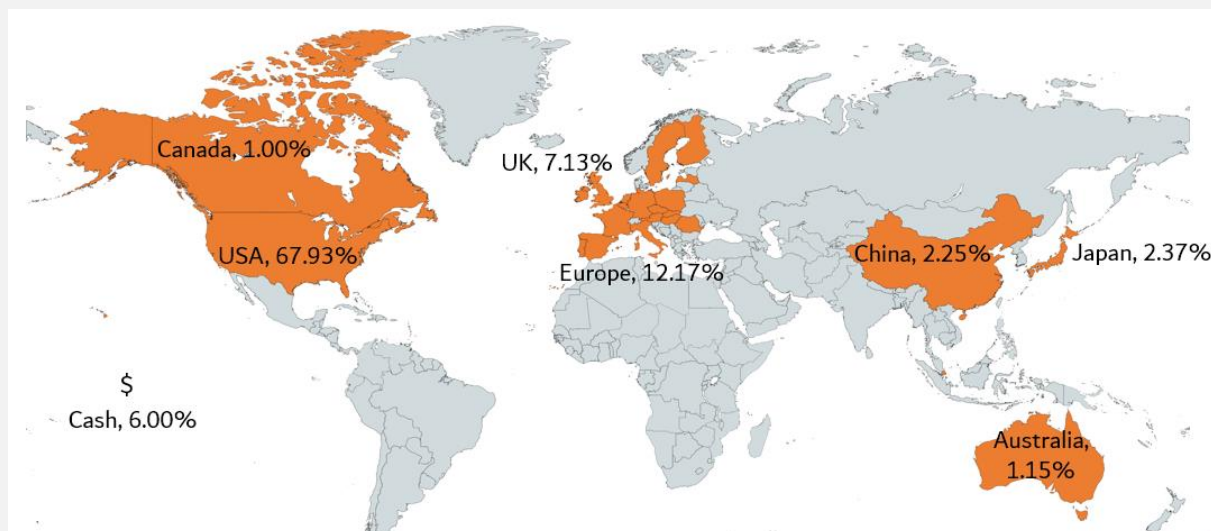 Canada, 1.00%
UK, 7.13%
USA, 67.93%
Europe, 12.17%
China, 2.25%
Japan, 2.37%
$
Cash, 6.00%
Australia,
1.15%